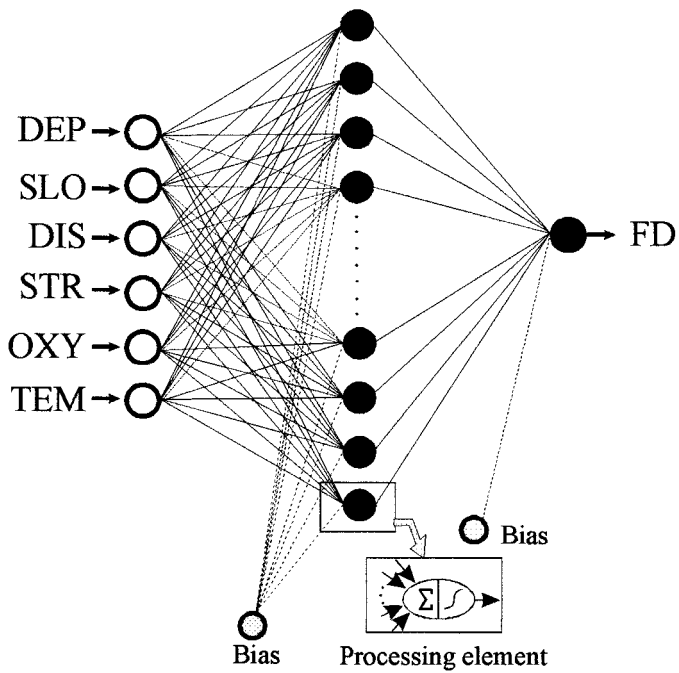 DEP
SLO
DIS
STR
OXY
TEM
FD
Bias
Σ
Bias
Processing element